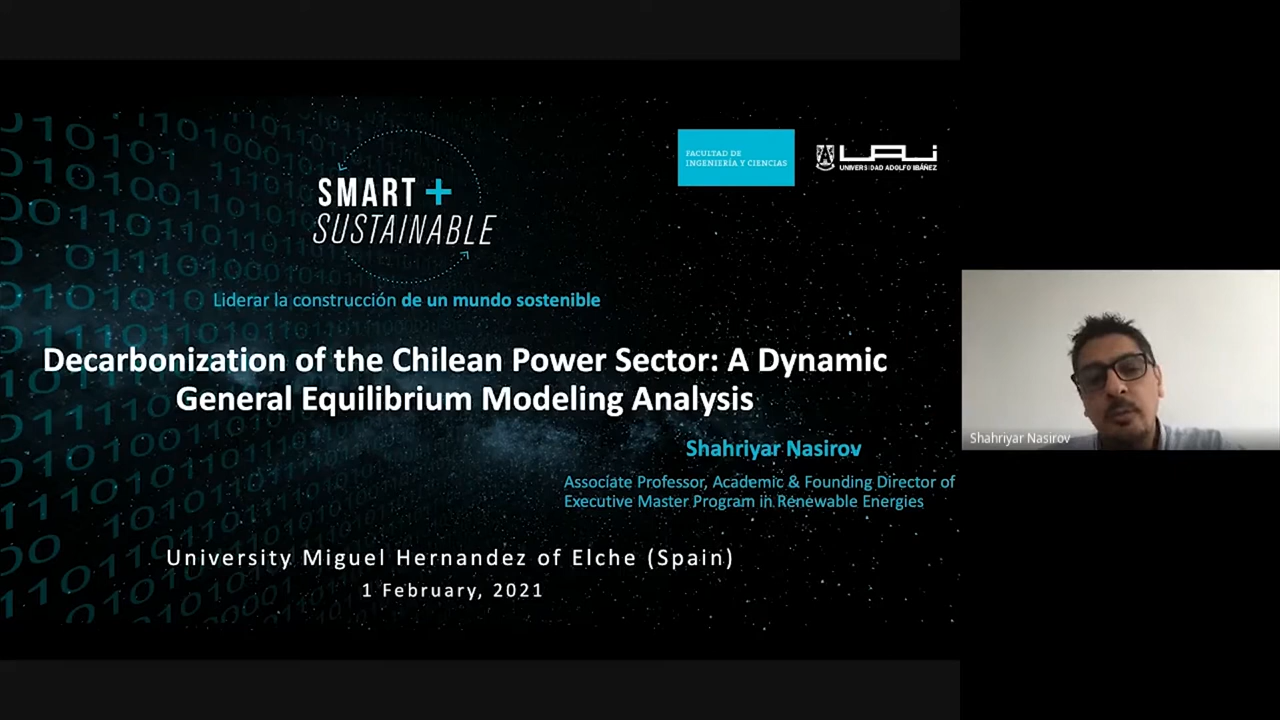 FACULTAD DE
INGENIERÍA Y CIENCIAS
UNIVERSIDAD ADOLFO IBÁÑEZ
SMART +
SUSTAINABLE
Liderar la construcción de un mundo sostenible
Decarbonization of the Chilean Power Sector: A Dynamic
General Equilibrium Modeling Analysis
Shahriyar Nasirov
Associate Professor, Academic & Founding Director of
Executive Master Program in Renewable Energies
University Miguel Hernandez of Elche (Spain)
1 February, 2021
Shahriyar Nasirov